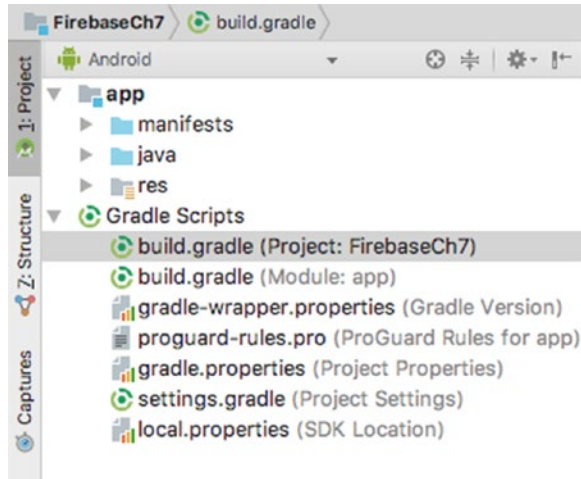 FirebaseCh7 build.gradle
Android
1: Project
app
manifests
java
res
Gradle Scripts
build.gradle (Project: FirebaseCh7)
build.gradle (Module: app)
gradle-wrapper.properties (Gradle Version)
proguard-rules.pro (ProGuard Rules for app)
gradle.properties (Project Properties)
settings.gradle (Project Settings)
local.properties (SDK Location)
7: Structure
Captures